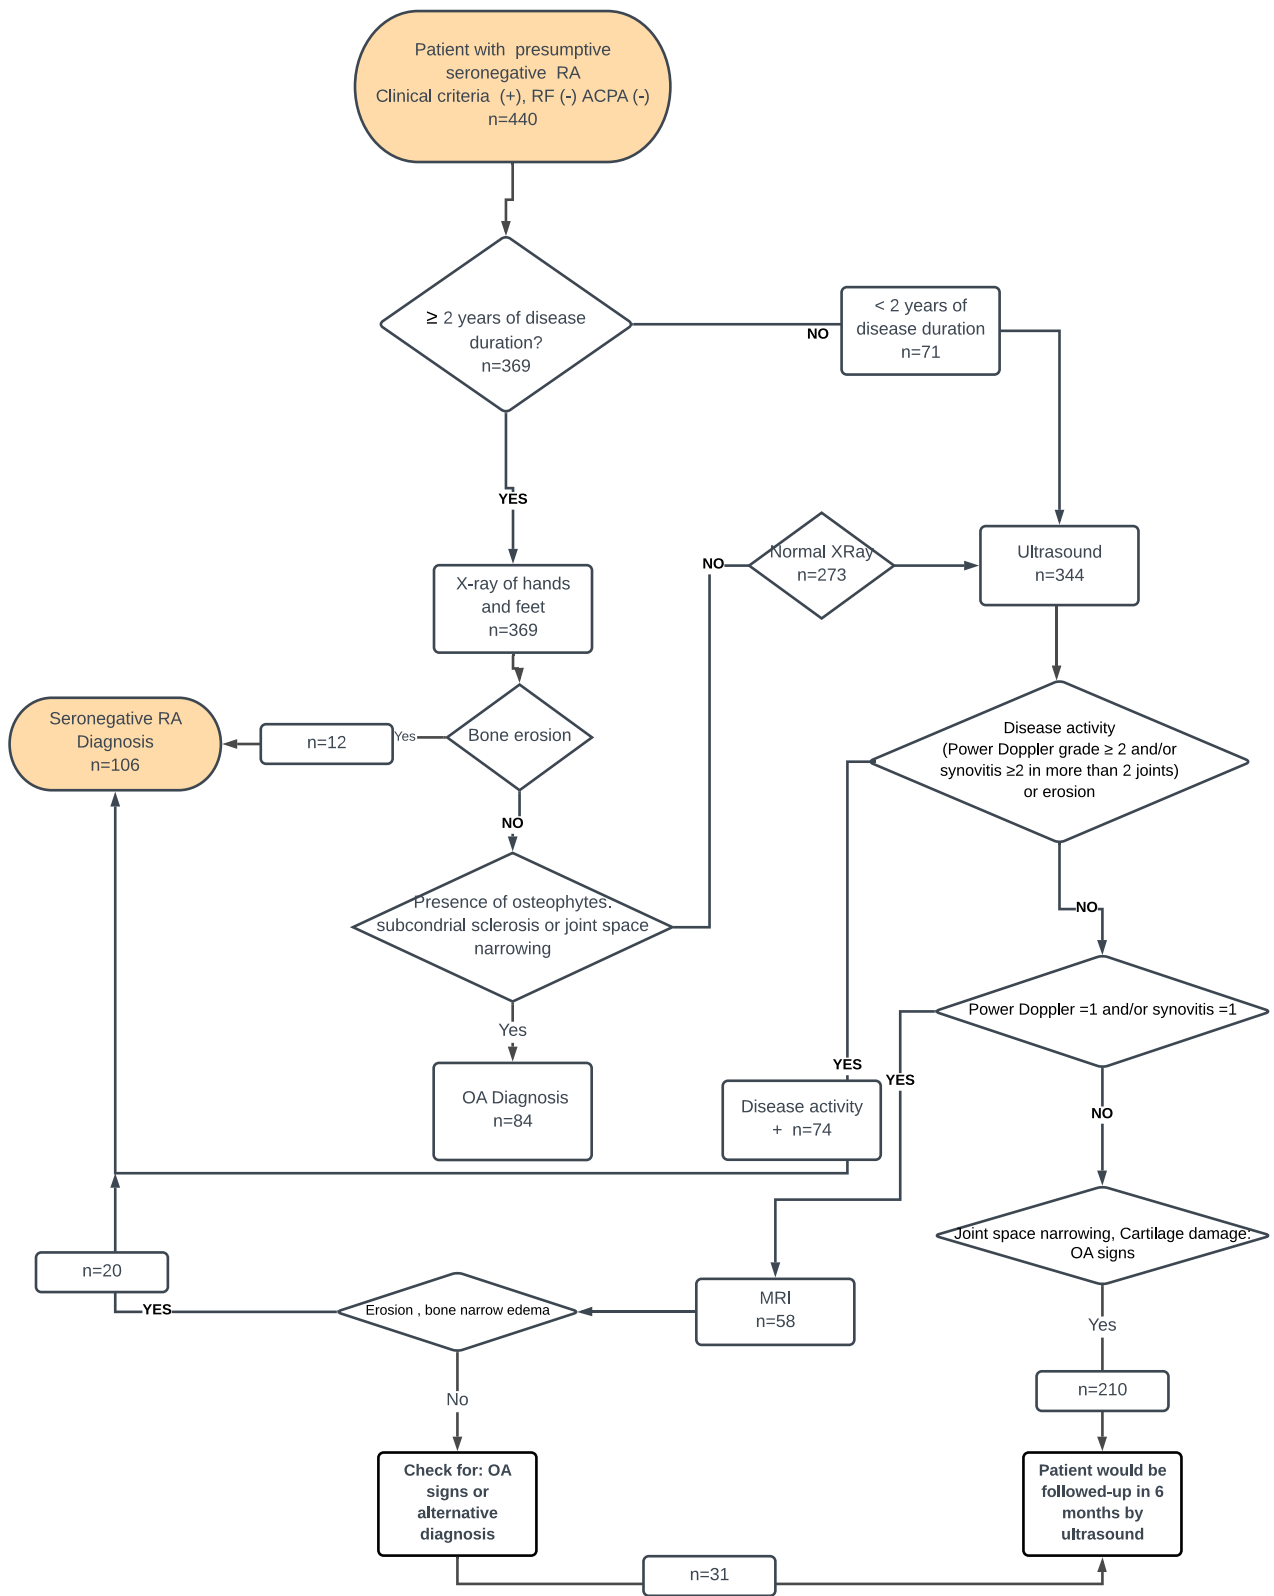 Patient with presumptive
seronegative RA
Clinical criteria (+), RF (-) ACPA (-)
n=440
≥ 2 years of disease
duration?
n=369
NO
< 2 years of
disease duration
n=71
YES
X-ray of hands
and feet
n=369
Normal XRay
n=273
NO
Ultrasound
n=344
Bone erosion
Yes
n=12
Seronegative RA
Diagnosis
n=106
NO
Presence of osteophytes.
subcondrial sclerosis or joint space
narrowing
Yes
OA Diagnosis
n=84
Disease activity
(Power Doppler grade ≥ 2 and/or
synovitis ≥2 in more than 2 joints)
or erosion
NO
YES
Disease activity
+ n=74
Power Doppler =1 and/or synovitis =1
YES
NO
Joint space narrowing, Cartilage damage:
OA signs
Yes
n=210
MRI
n=58
Erosion , bone narrow edema
YES
n=20
No
Check for: OA
signs or
alternative
diagnosis
n=31
Patient would be
followed-up in 6
months by
ultrasound